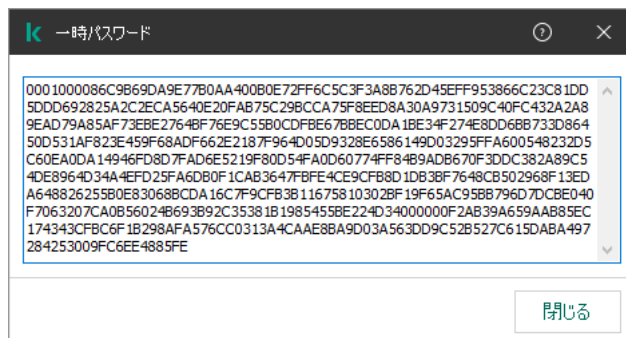 一時パスワード
0001000086C9B69DA9E77B0AA400B0E72FF6C5C3F3A8B762D45EFF953866C23C81DD
5DDD692825A2C2ECA5640E20FAB75C29BCCA75F8EED8A30A9731509C40FC432A2A8
9EAD79A85AF73EBE2764BF76E9C55B0CDFBE67BBEC0DA1BE34F274E8DD6BB733D864
50D531AF823E459F68ADF662E2187F964D05D9328E6586149D03295FFA600548232D5
C60EA0DA14946FD8D7FAD6E5219F80D54FA0D60774FF84B9ADB670F3DDC382A89C5
4DE8964D34A4EFD25FA6DB0F1CAB3647FBFE4CE9CFB8D1DB3BF7648CB502968F13ED
A648826255B0E83068BCDA16C7F9CFB3B11675810302BF19F65AC95BB796D7DCBE040
F7063207CA0B56024B693B92C35381B1985455BE224D34000000F2AB39A659AAB85EC
174343CFBC6F1B298AFA576CC0313A4CAAE8BA9D03A563DD9C52B527C615DABA497
284253009FC6EE4885FE
閉じる